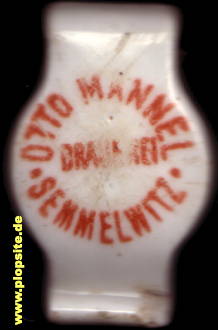 OTTO MANNEL
BRAUEREI
• SEMMELWITZ •
www.plopsite.de